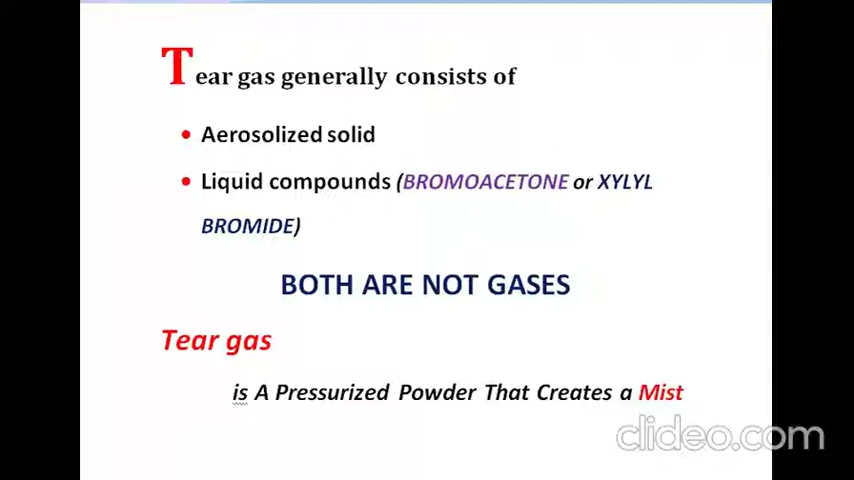 Tear gas generally consists of
• Aerosolized solid
• Liquid compounds (BROMOACETONE or XYLYL
BROMIDE)
BOTH ARE NOT GASES
Tear gas
is A Pressurized Powder That Creates a Mist
clideo.com